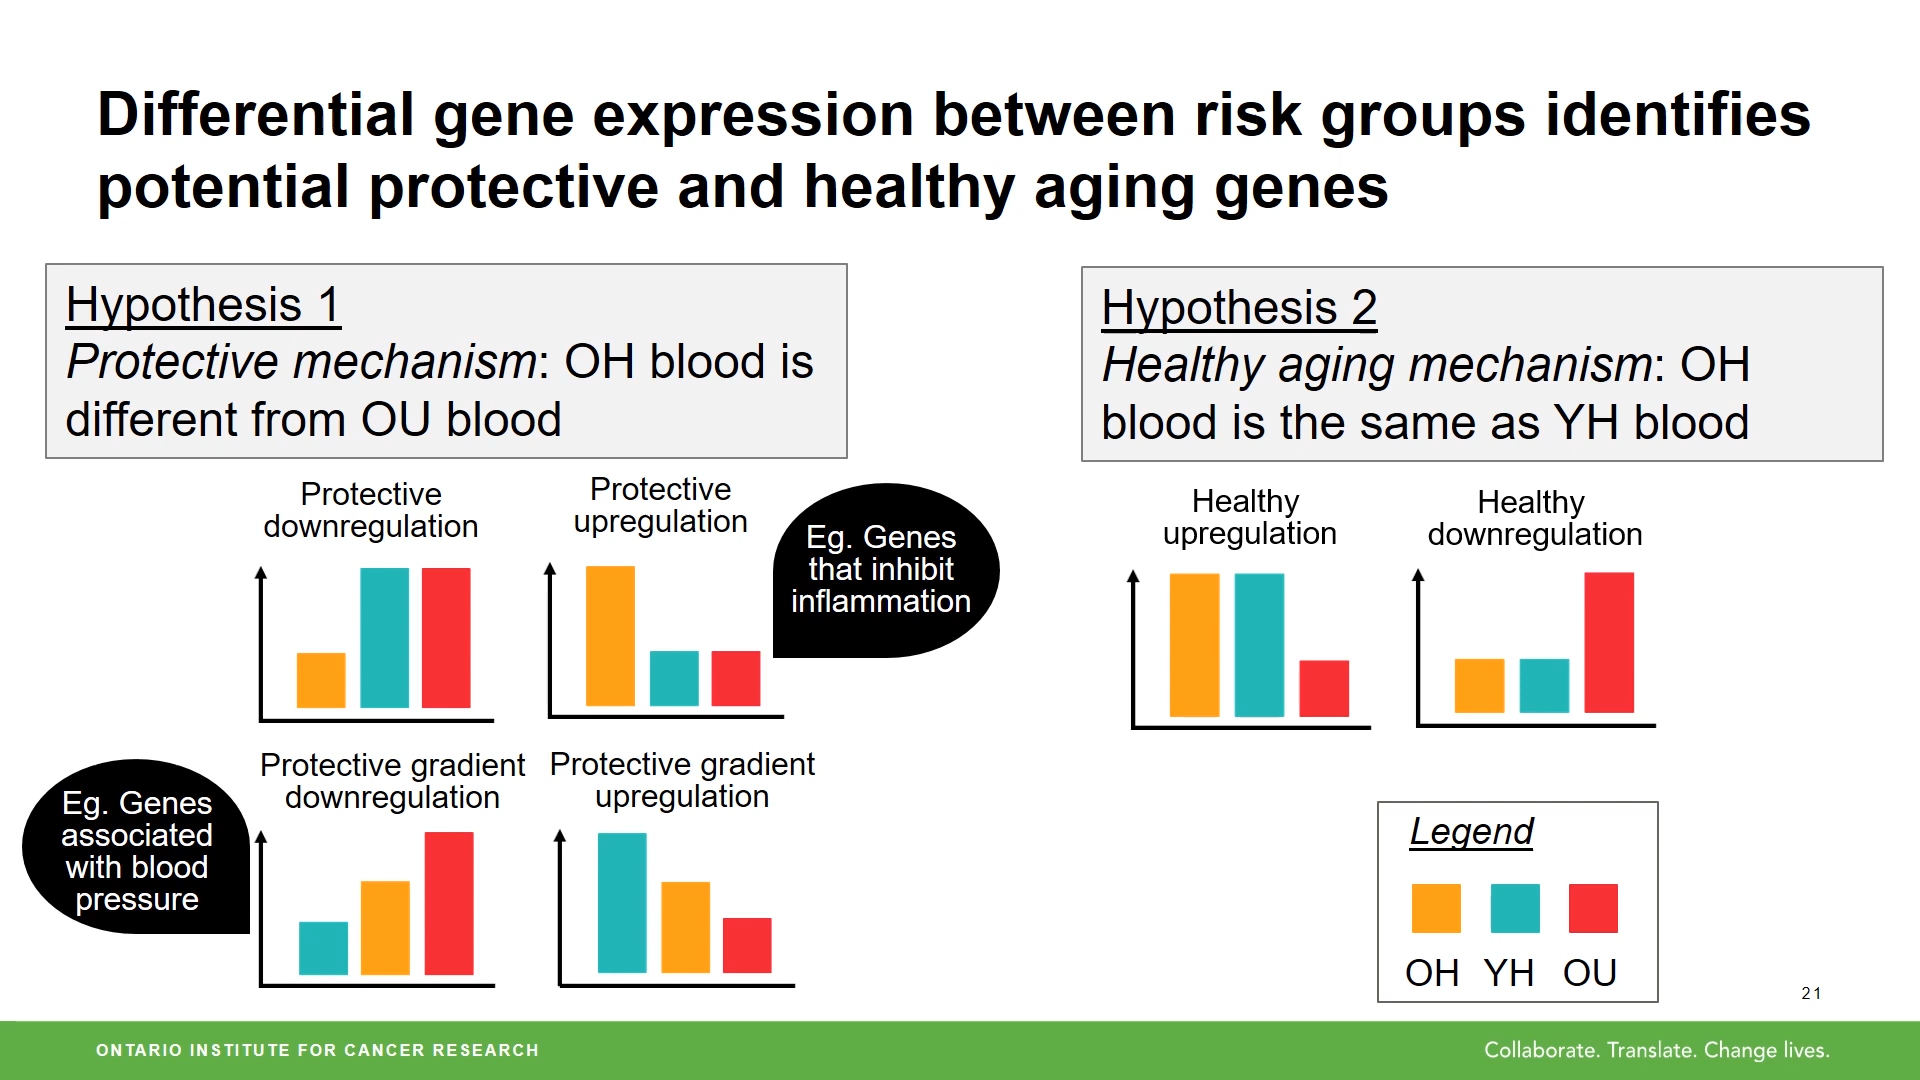 Differential gene expression between risk groups identifies
potential protective and healthy aging genes
Hypothesis 1
Protective mechanism: OH blood is
different from OU blood
Hypothesis 2
Healthy aging mechanism: OH
blood is the same as YH blood
Protective
downregulation
Protective
upregulation
Eg. Genes
that inhibit
inflammation
Healthy
upregulation
Healthy
downregulation
Eg. Genes
associated
with blood
pressure
Protective gradient
downregulation
Protective gradient
upregulation
Legend
OH YH OU
21
ONTARIO INSTITUTE FOR CANCER RESEARCH
Collaborate. Translate. Change lives.